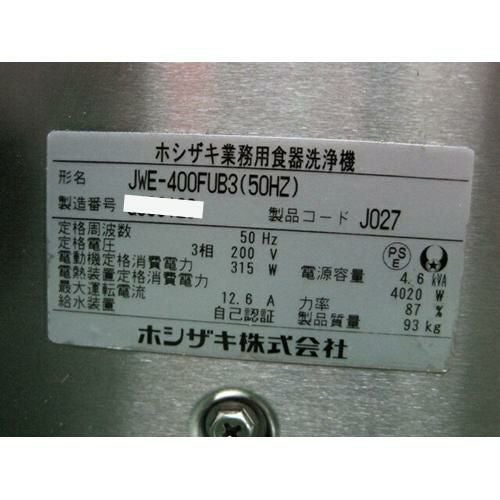 ホシザキ業務用食器洗浄機
形名 JWE-400FUB3(50HZ)
製造番号 製品コード J027
定格周波数 50 Hz
定格電圧 3相 200 V 電源容量 4.6 kVA
電動機定格消費電力 315 W
電熱装置定格消費電力 4020 W
最大運転電流 12.6 A 力率 87 %
給水装置 自己認証 製品質量 93 kg
ホシザキ株式会社
PS
E